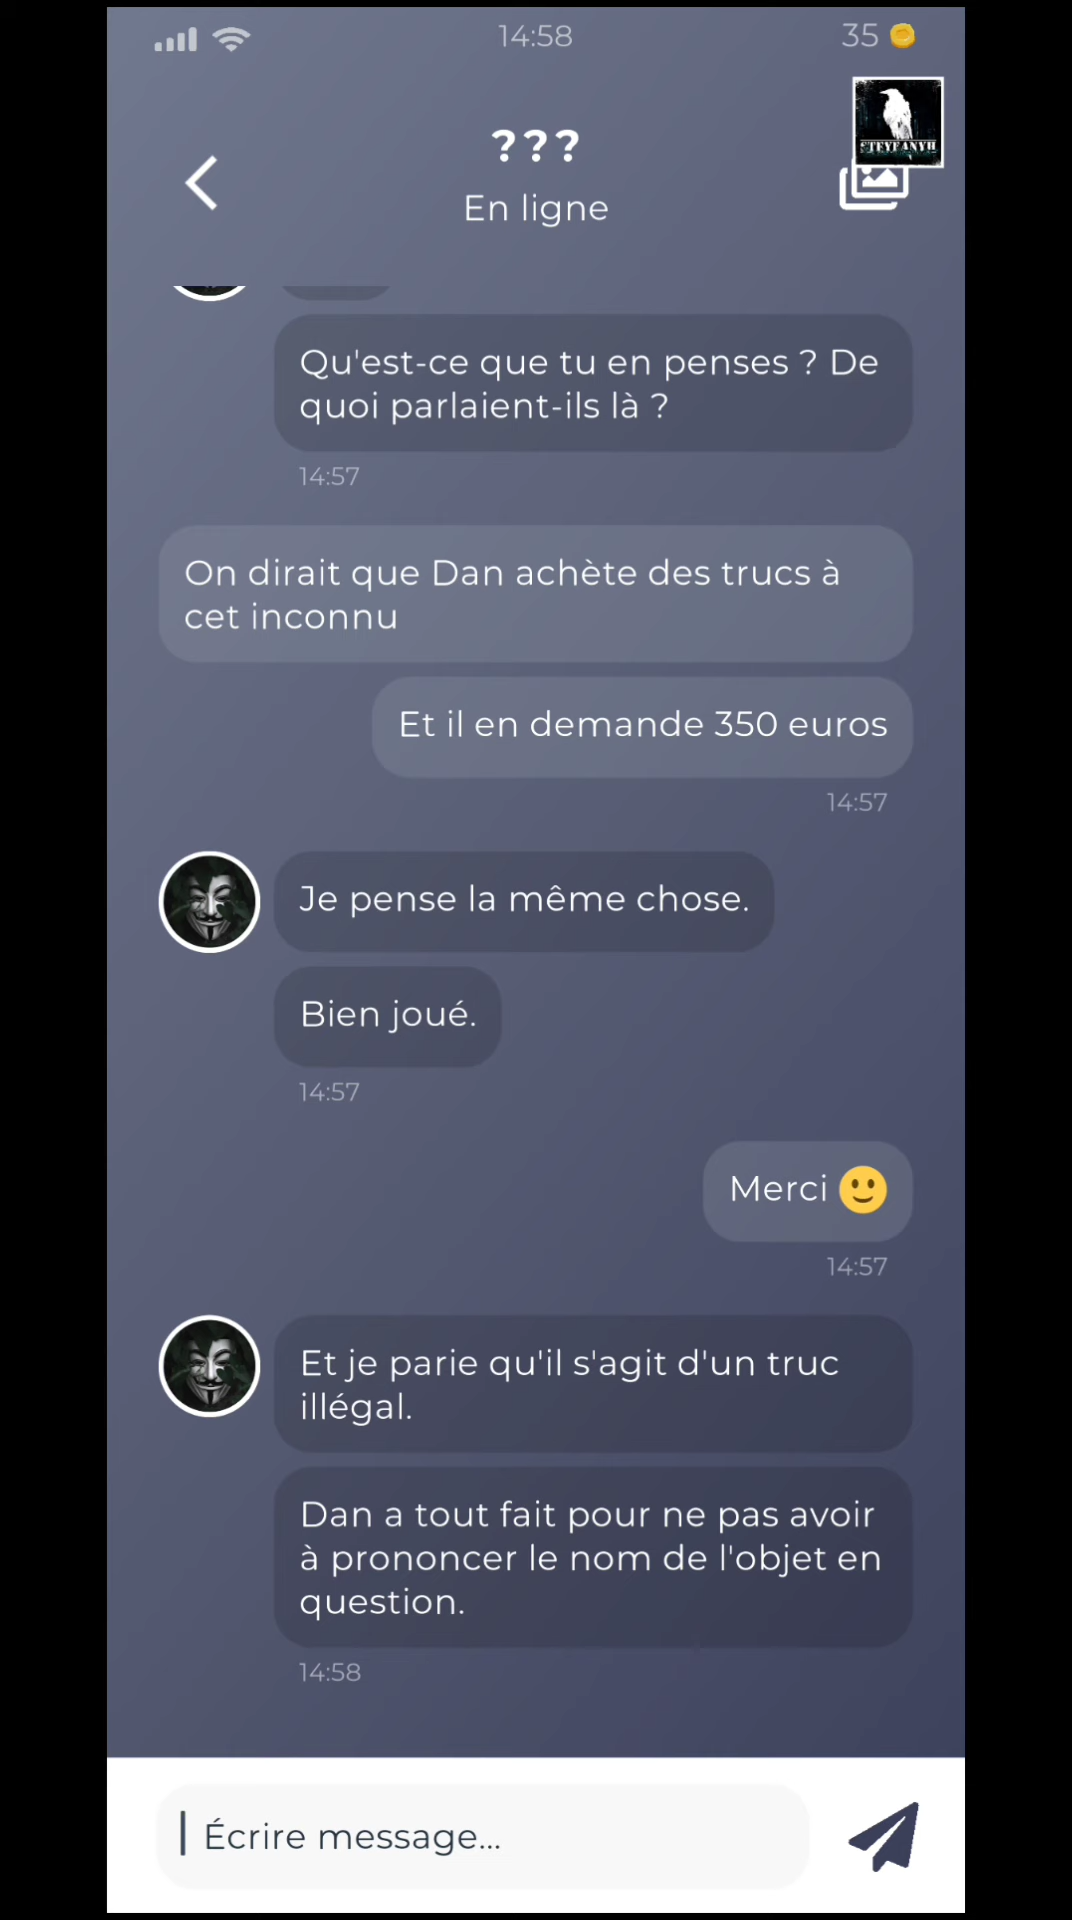 14:58
35
STEYFANYH
???
En ligne
Qu'est-ce que tu en penses ? De
quoi parlaient-ils là ?
14:57
On dirait que Dan achète des trucs à
cet inconnu
Et il en demande 350 euros
14:57
Je pense la même chose.
Bien joué.
14:57
Merci 🙂
14:57
Et je parie qu'il s'agit d'un truc
illégal.
Dan a tout fait pour ne pas avoir
à prononcer le nom de l'objet en
question.
14:58
Écrire message...